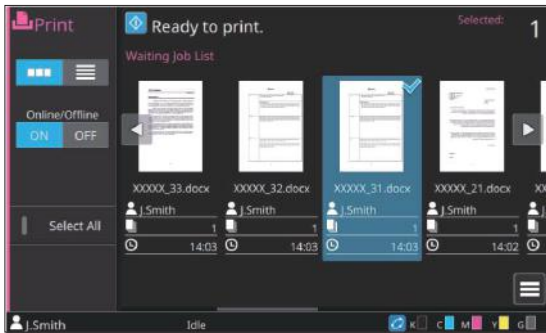 Print
Ready to print.
Selected:
1
Waiting Job List
Online/Offline
ON OFF
XXXXX_33.docx XXXXX_32.docx XXXXX_31.docx XXXXX_21.docx XX
J.Smith J.Smith J.Smith J.Smith J
1 1 1 1
14:03 14:03 14:03 14:02
Select All
J.Smith Idle K C M Y G